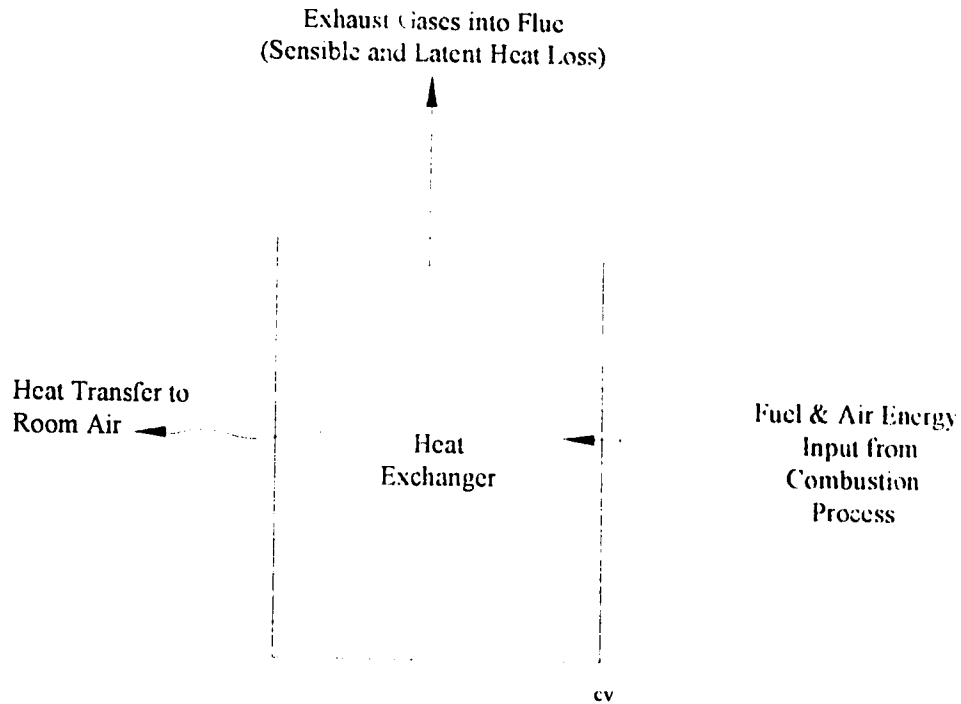 Exhaust Gases into Flue
(Sensible and Latent Heat Loss)
Heat Transfer to
Room Air
Heat
Exchanger
Fuel & Air Energy
Input from
Combustion
Process
cv